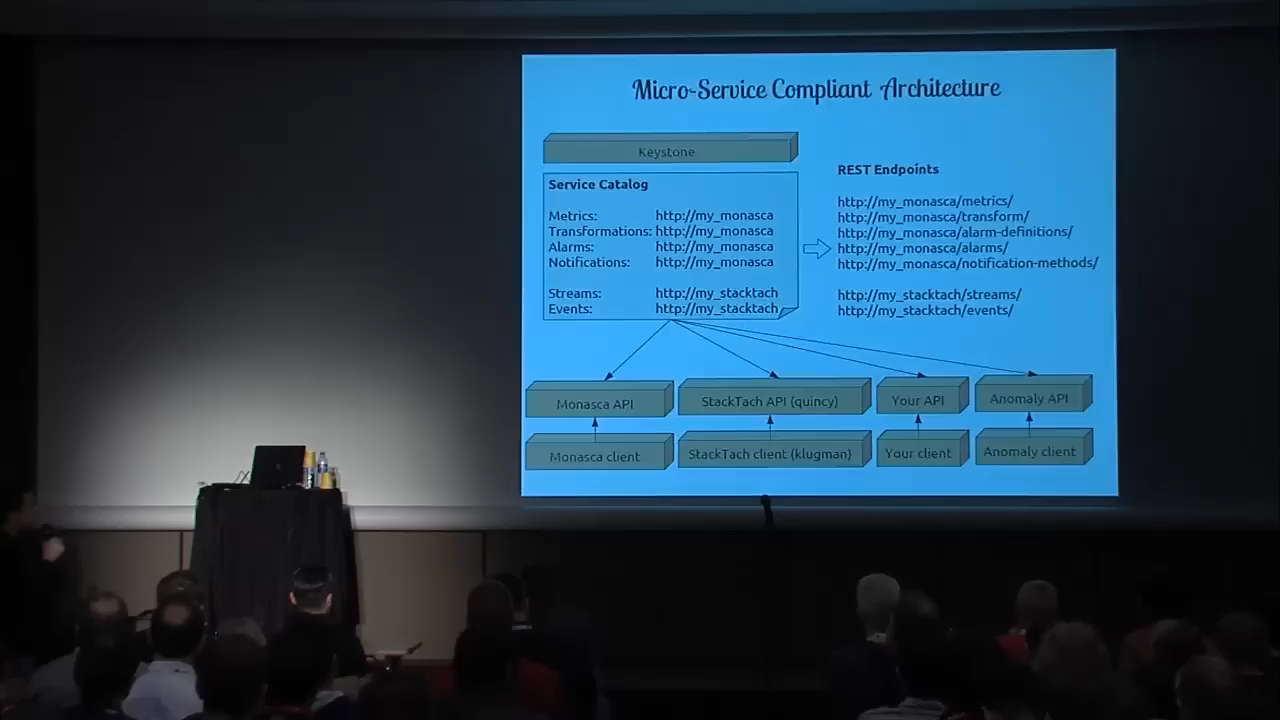 Micro-Service Compliant Architecture
Keystone
Service Catalog
Metrics: http://my_monasca
Transformations: http://my_monasca
Alarms: http://my_monasca
Notifications: http://my_monasca
Streams: http://my_stacktach
Events: http://my_stacktach
REST Endpoints
http://my_monasca/metrics/
http://my_monasca/transform/
http://my_monasca/alarm-definitions/
http://my_monasca/alarms/
http://my_monasca/notification-methods/
http://my_stacktach/streams/
http://my_stacktach/events/
Monasca API
StackTach API (quincy)
Your API
Anomaly API
Monasca client
StackTach client (klugman)
Your client
Anomaly client